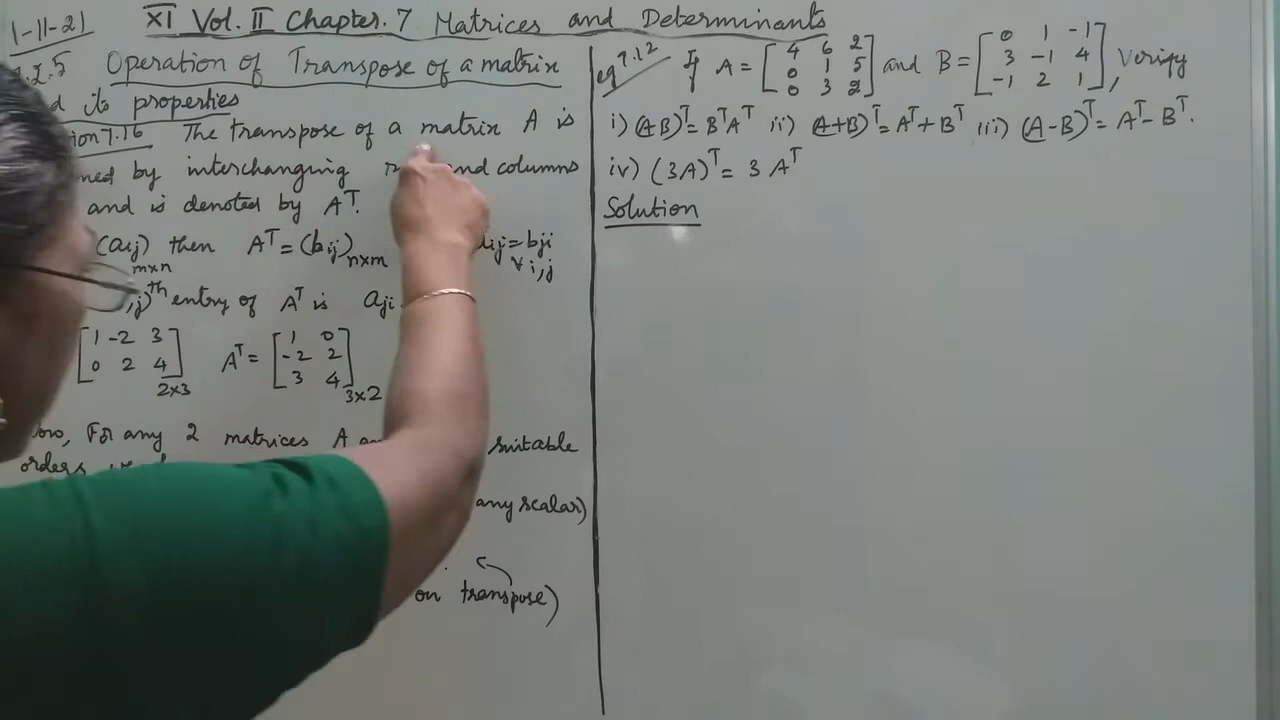 XI Vol. II Chapter. 7 Matrices and Determinants
1-11-21
Operation of Transpose of a matrix
its properties
7.16 The transpose of a matrix A is
by interchanging and columns
and is denoted by Aᵀ.
(aij)m×n then Aᵀ = (bij)n×m = bji ∀ i,j
th entry of Aᵀ is aji.
[1 -2 3; 0 2 4]2×3 Aᵀ = [1 0; -2 2; 3 4]3×2
For any 2 matrices A suitable
orders
any scalar)
on transpose)
eg 7.12 If A = [4 6 2; 0 1 5; 0 3 2] and B = [0 1 -1; 3 -1 4; -1 2 1], Verify
i) (AB)ᵀ = BᵀAᵀ ii) (A+B)ᵀ = Aᵀ + Bᵀ iii) (A-B)ᵀ = Aᵀ - Bᵀ.
iv) (3A)ᵀ = 3 Aᵀ
Solution